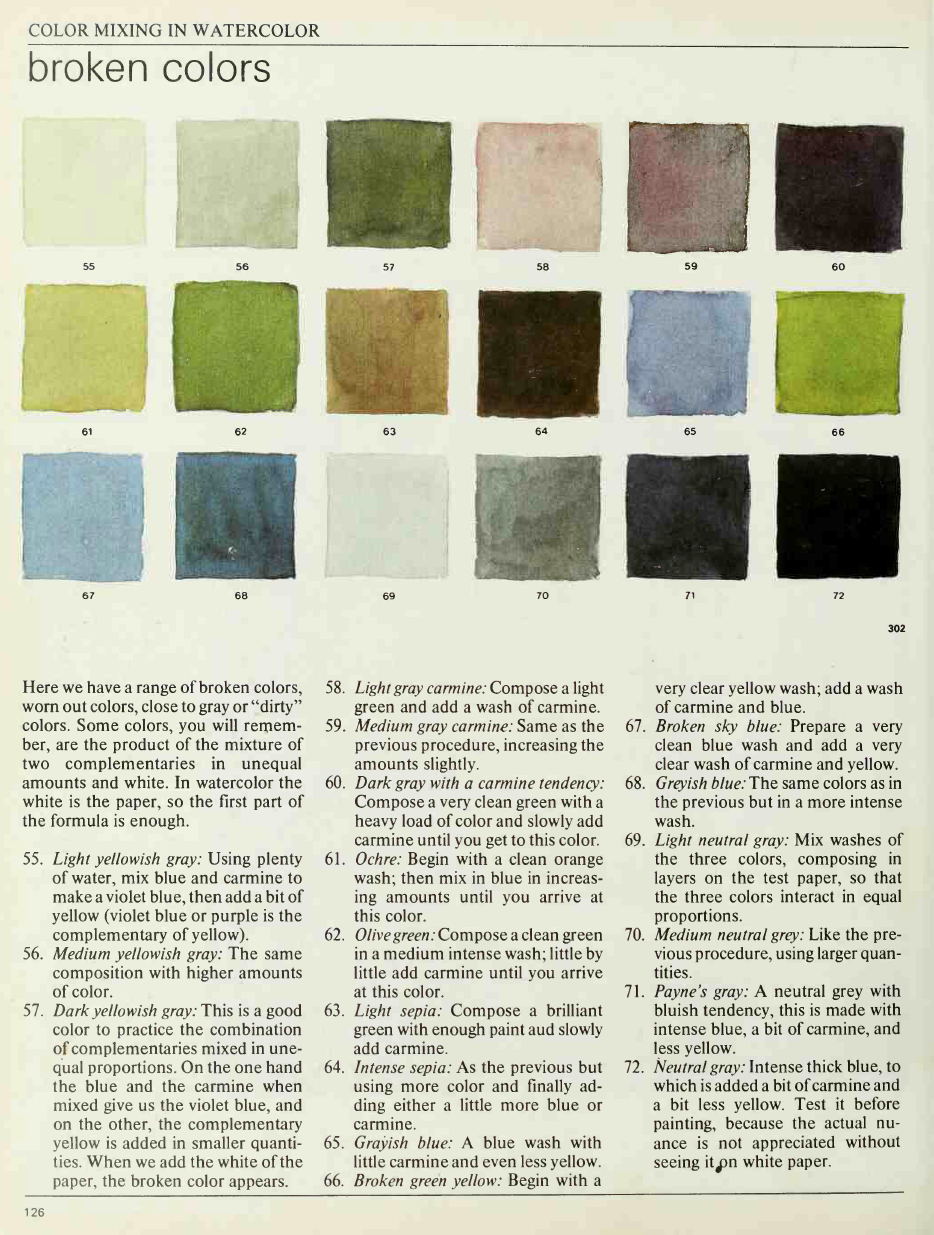 COLOR MIXING IN WATERCOLOR
broken colors
55
56
57
58
59
60
61
62
63
64
65
66
67
68
69
70
71
72
302
Here we have a range of broken colors,
worn out colors, close to gray or “dirty”
colors. Some colors, you will remem-
ber, are the product of the mixture of
two complementaries in unequal
amounts and white. In watercolor the
white is the paper, so the first part of
the formula is enough.
55. Light yellowish gray: Using plenty
of water, mix blue and carmine to
make a violet blue, then add a bit of
yellow (violet blue or purple is the
complementary of yellow).
56. Medium yellowish gray: The same
composition with higher amounts
of color.
57. Dark yellowish gray: This is a good
color to practice the combination
of complementaries mixed in une-
qual proportions. On the one hand
the blue and the carmine when
mixed give us the violet blue, and
on the other, the complementary
yellow is added in smaller quanti-
ties. When we add the white of the
paper, the broken color appears.
58. Light gray carmine: Compose a light
green and add a wash of carmine.
59. Medium gray carmine: Same as the
previous procedure, increasing the
amounts slightly.
60. Dark gray with a carmine tendency:
Compose a very clean green with a
heavy load of color and slowly add
carmine until you get to this color.
61. Ochre: Begin with a clean orange
wash; then mix in blue in increas-
ing amounts until you arrive at
this color.
62. Olive green: Compose a clean green
in a medium intense wash; little by
little add carmine until you arrive
at this color.
63. Light sepia: Compose a brilliant
green with enough paint aud slowly
add carmine.
64. Intense sepia: As the previous but
using more color and finally ad-
ding either a little more blue or
carmine.
65. Grayish blue: A blue wash with
little carmine and even less yellow.
66. Broken green yellow: Begin with a
very clear yellow wash; add a wash
of carmine and blue.
67. Broken sky blue: Prepare a very
clean blue wash and add a very
clear wash of carmine and yellow.
68. Greyish blue: The same colors as in
the previous but in a more intense
wash.
69. Light neutral gray: Mix washes of
the three colors, composing in
layers on the test paper, so that
the three colors interact in equal
proportions.
70. Medium neutral grey: Like the pre-
vious procedure, using larger quan-
tities.
71. Payne's gray: A neutral grey with
bluish tendency, this is made with
intense blue, a bit of carmine, and
less yellow.
72. Neutral gray: Intense thick blue, to
which is added a bit of carmine and
a bit less yellow. Test it before
painting, because the actual nu-
ance is not appreciated without
seeing it on white paper.
126